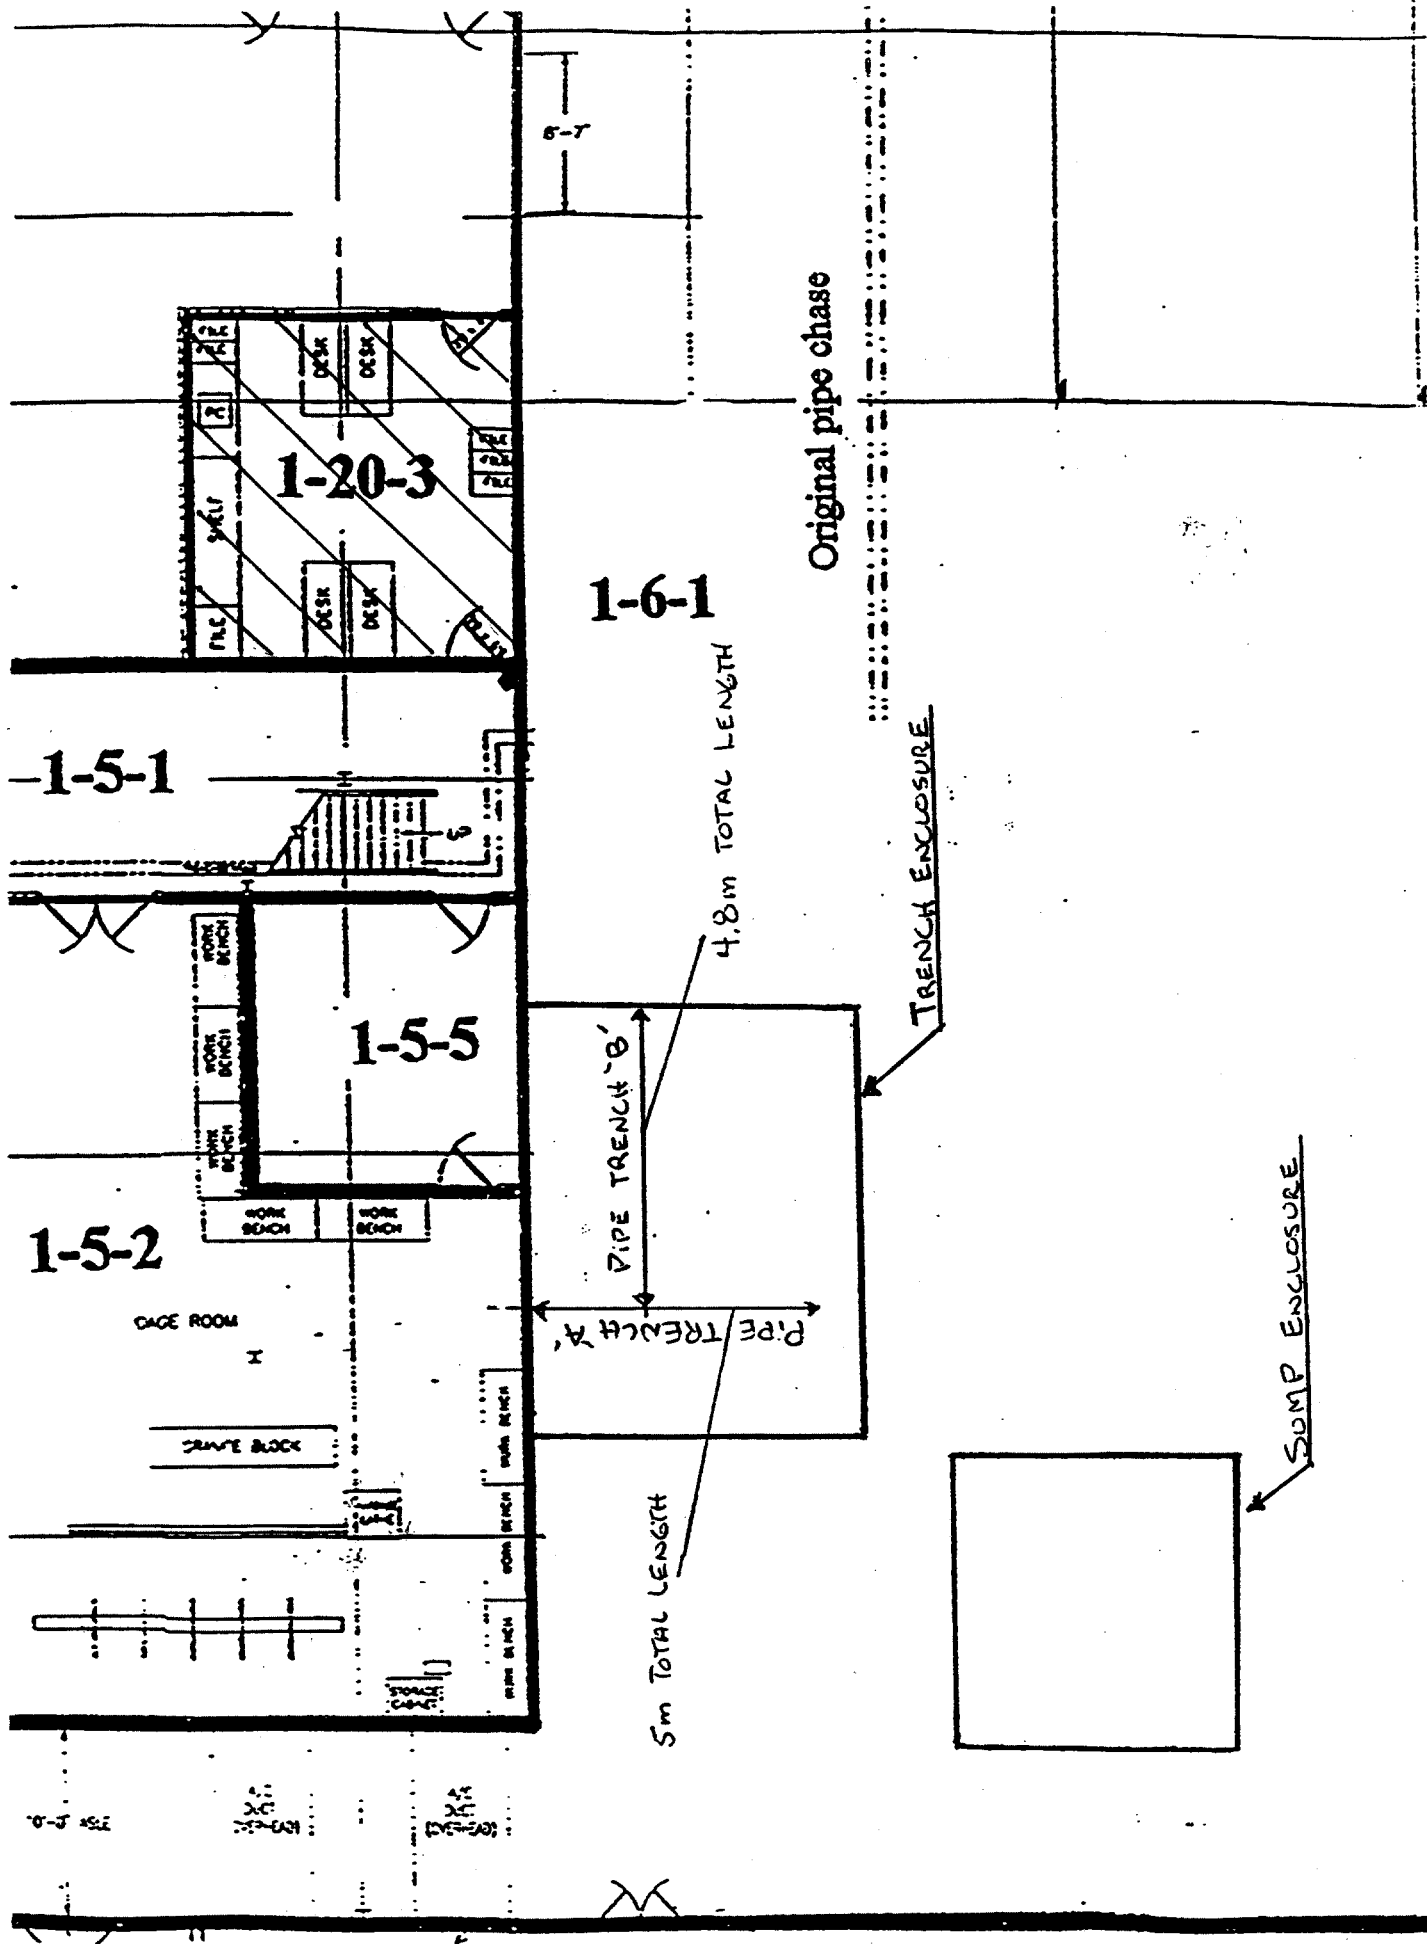 8'-7"
Original pipe chase
DESK
DESK
1-20-3
SHELF
FILE
DESK
DESK
1-6-1
4.8m TOTAL LENGTH
TRENCH ENCLOSURE
1-5-1
WORK
BENCH
WORK
BENCH
WORK
BENCH
1-5-5
PIPE TRENCH 'B'
WORK
BENCH
WORK
BENCH
1-5-2
H
PIPE TRENCH 'A'
SUMP ENCLOSURE
WORK BENCH
WORK BENCH
WORK BENCH
5m TOTAL LENGTH
STORAGE
CABINET